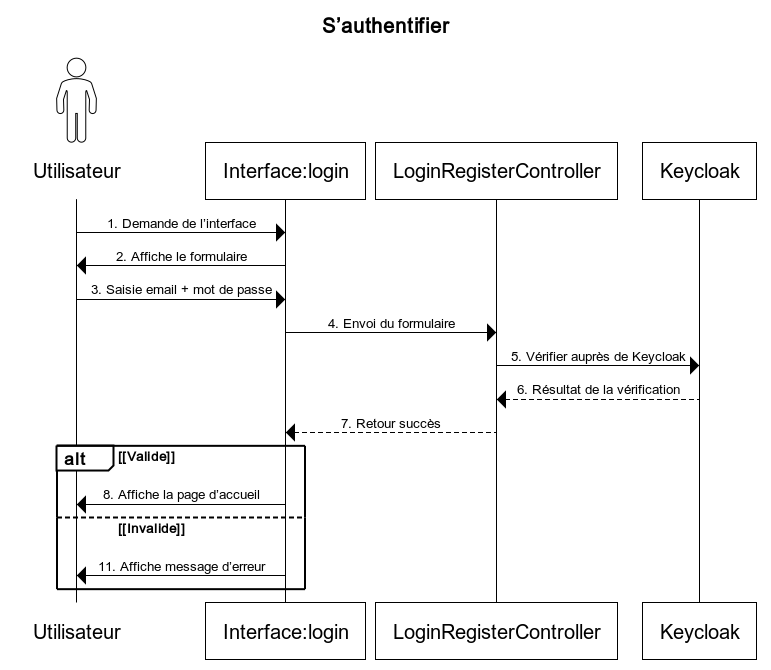 S'authentifier
Utilisateur
Interface:login
LoginRegisterController
Keycloak
1. Demande de l'interface
2. Affiche le formulaire
3. Saisie email + mot de passe
4. Envoi du formulaire
5. Vérifier auprès de Keycloak
6. Résultat de la vérification
7. Retour succès
alt
[[Valide]]
8. Affiche la page d'accueil
[[Invalide]]
11. Affiche message d'erreur
Utilisateur
Interface:login
LoginRegisterController
Keycloak